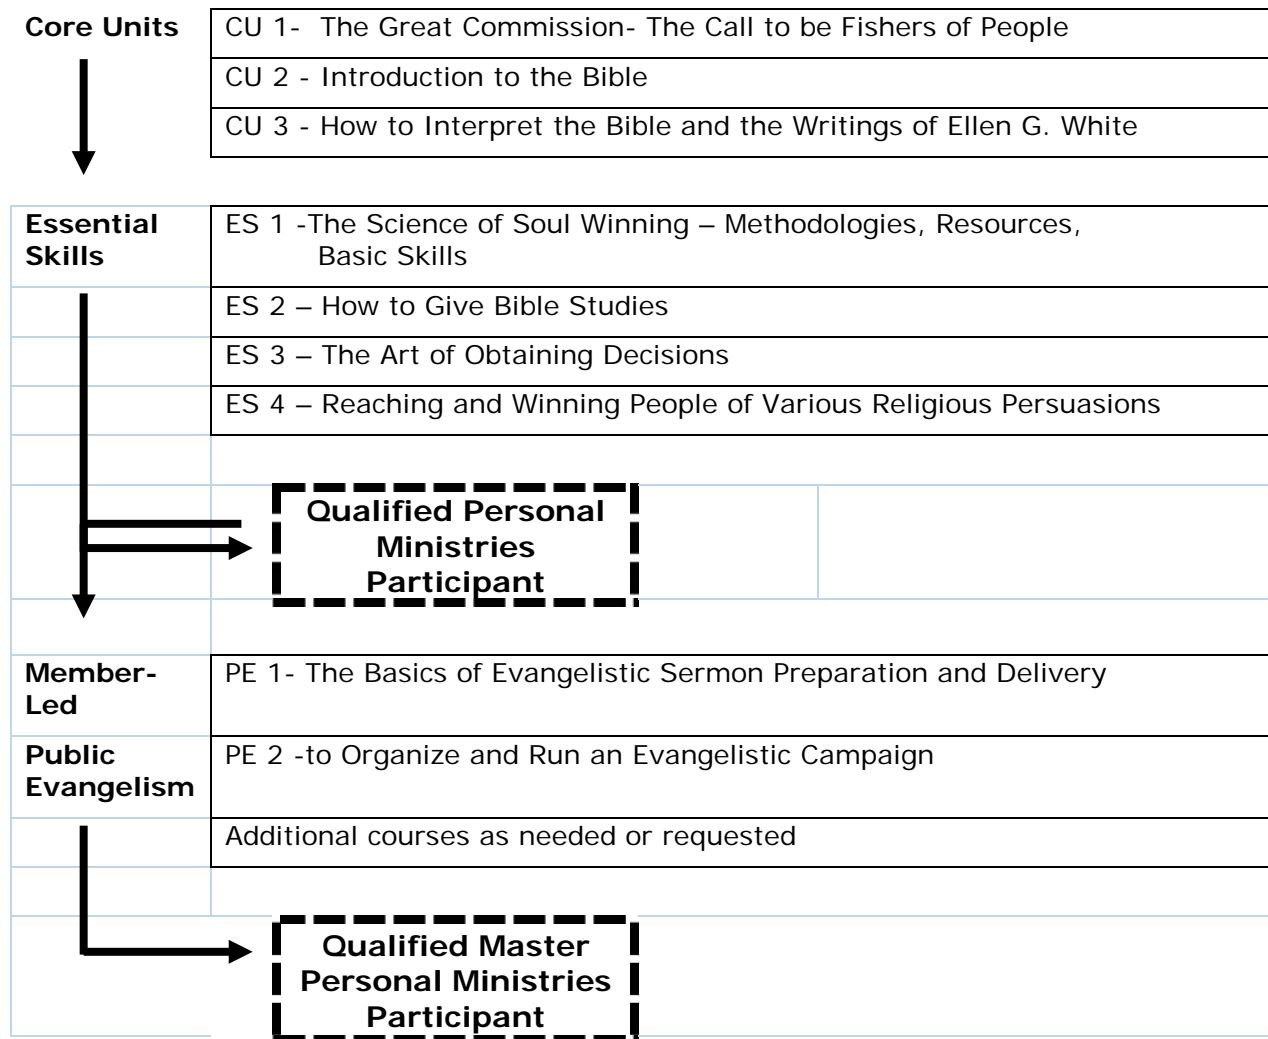 Core Units
CU 1-  The Great Commission- The Call to be Fishers of People
CU 2 - Introduction to the Bible
CU 3 - How to Interpret the Bible and the Writings of Ellen G. White
Essential
Skills
ES 1 -The Science of Soul Winning – Methodologies, Resources,
Basic Skills
ES 2 – How to Give Bible Studies
ES 3 – The Art of Obtaining Decisions
ES 4 – Reaching and Winning People of Various Religious Persuasions
Qualified Personal
Ministries
Participant
Member-
Led
PE 1- The Basics of Evangelistic Sermon Preparation and Delivery
Public
Evangelism
PE 2 -to Organize and Run an Evangelistic Campaign
Additional courses as needed or requested
Qualified Master
Personal Ministries
Participant